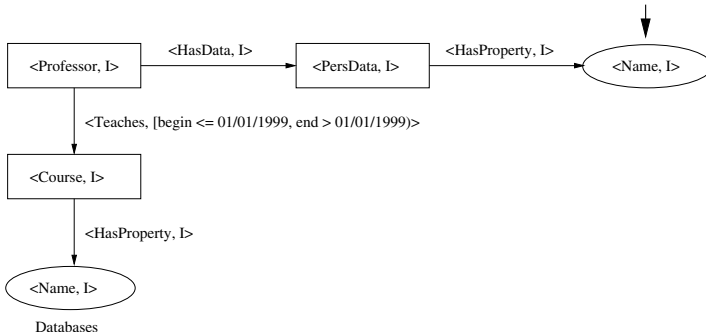 <HasData, I>
<HasProperty, I>
<Professor, I>
<PersData, I>
<Name, I>
<Teaches, [begin <= 01/01/1999, end > 01/01/1999)>
<Course, I>
<HasProperty, I>
<Name, I>
Databases